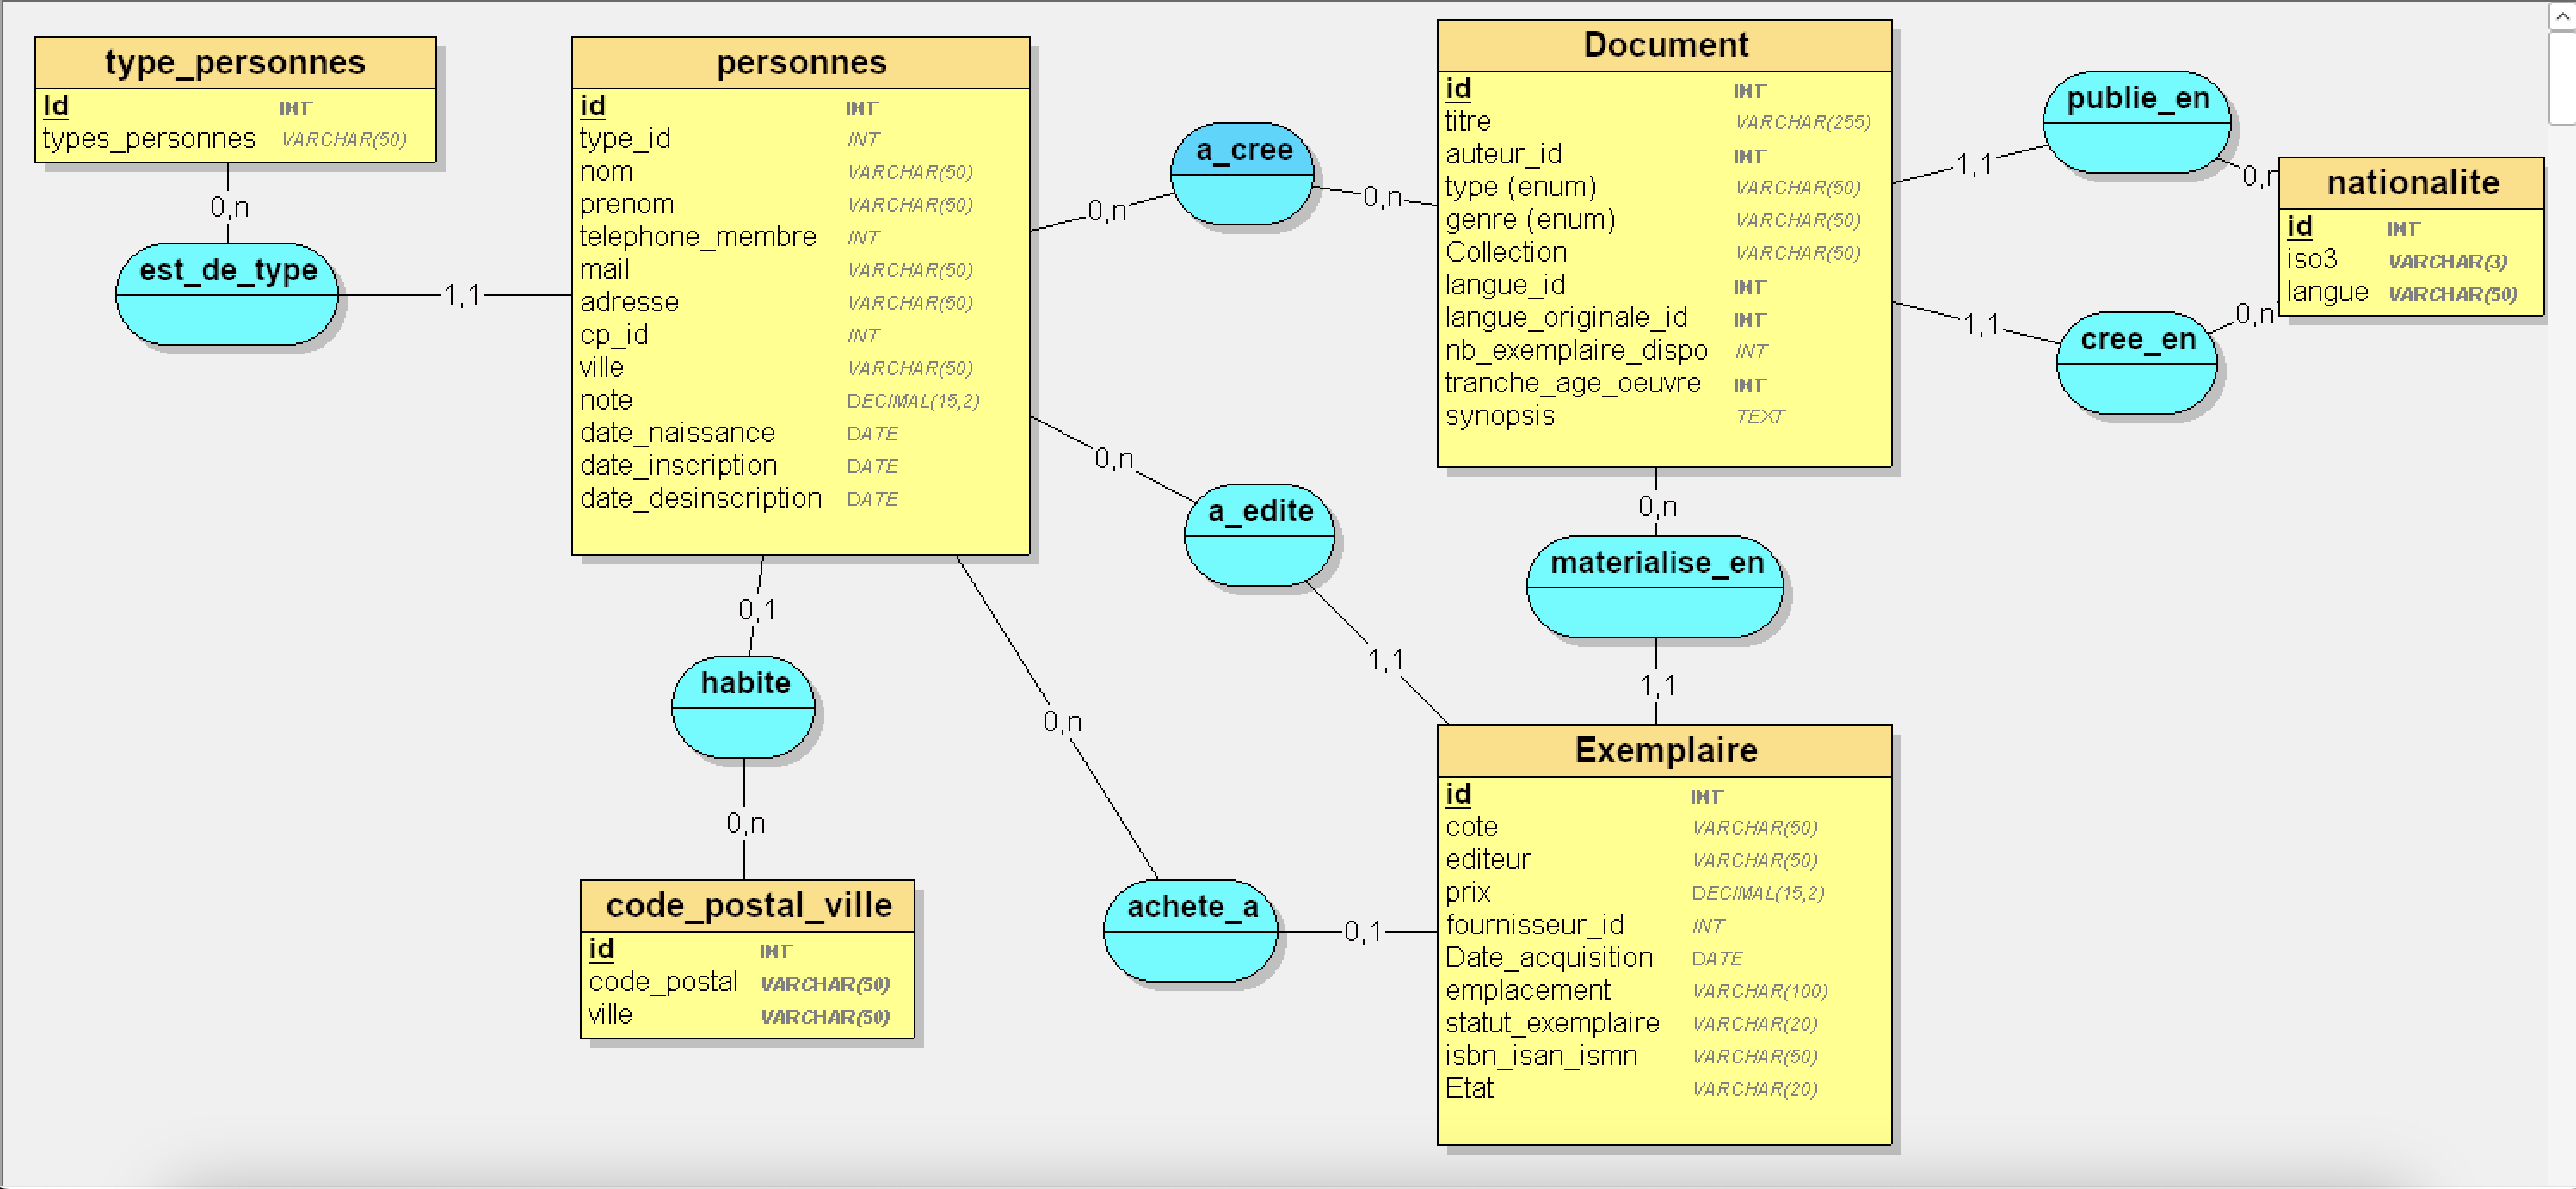 type_personnes
Id INT
types_personnes VARCHAR(50)
0,n
est_de_type
1,1
personnes
id INT
type_id INT
nom VARCHAR(50)
prenom VARCHAR(50)
telephone_membre INT
mail VARCHAR(50)
adresse VARCHAR(50)
cp_id INT
ville VARCHAR(50)
note DECIMAL(15,2)
date_naissance DATE
date_inscription DATE
date_desinscription DATE
0,n
a_cree
0,n
Document
id INT
titre VARCHAR(255)
auteur_id INT
type (enum) VARCHAR(50)
genre (enum) VARCHAR(50)
Collection VARCHAR(50)
langue_id INT
langue_originale_id INT
nb_exemplaire_dispo INT
tranche_age_oeuvre INT
synopsis TEXT
1,1
publie_en
0,n
nationalite
id INT
iso3 VARCHAR(3)
langue VARCHAR(50)
1,1
cree_en
0,n
0,n
a_edite
1,1
0,n
materialise_en
1,1
0,1
habite
0,n
code_postal_ville
id INT
code_postal VARCHAR(50)
ville VARCHAR(50)
0,n
achete_a
0,1
Exemplaire
id INT
cote VARCHAR(50)
editeur VARCHAR(50)
prix DECIMAL(15,2)
fournisseur_id INT
Date_acquisition DATE
emplacement VARCHAR(100)
statut_exemplaire VARCHAR(20)
isbn_isan_ismn VARCHAR(50)
Etat VARCHAR(20)